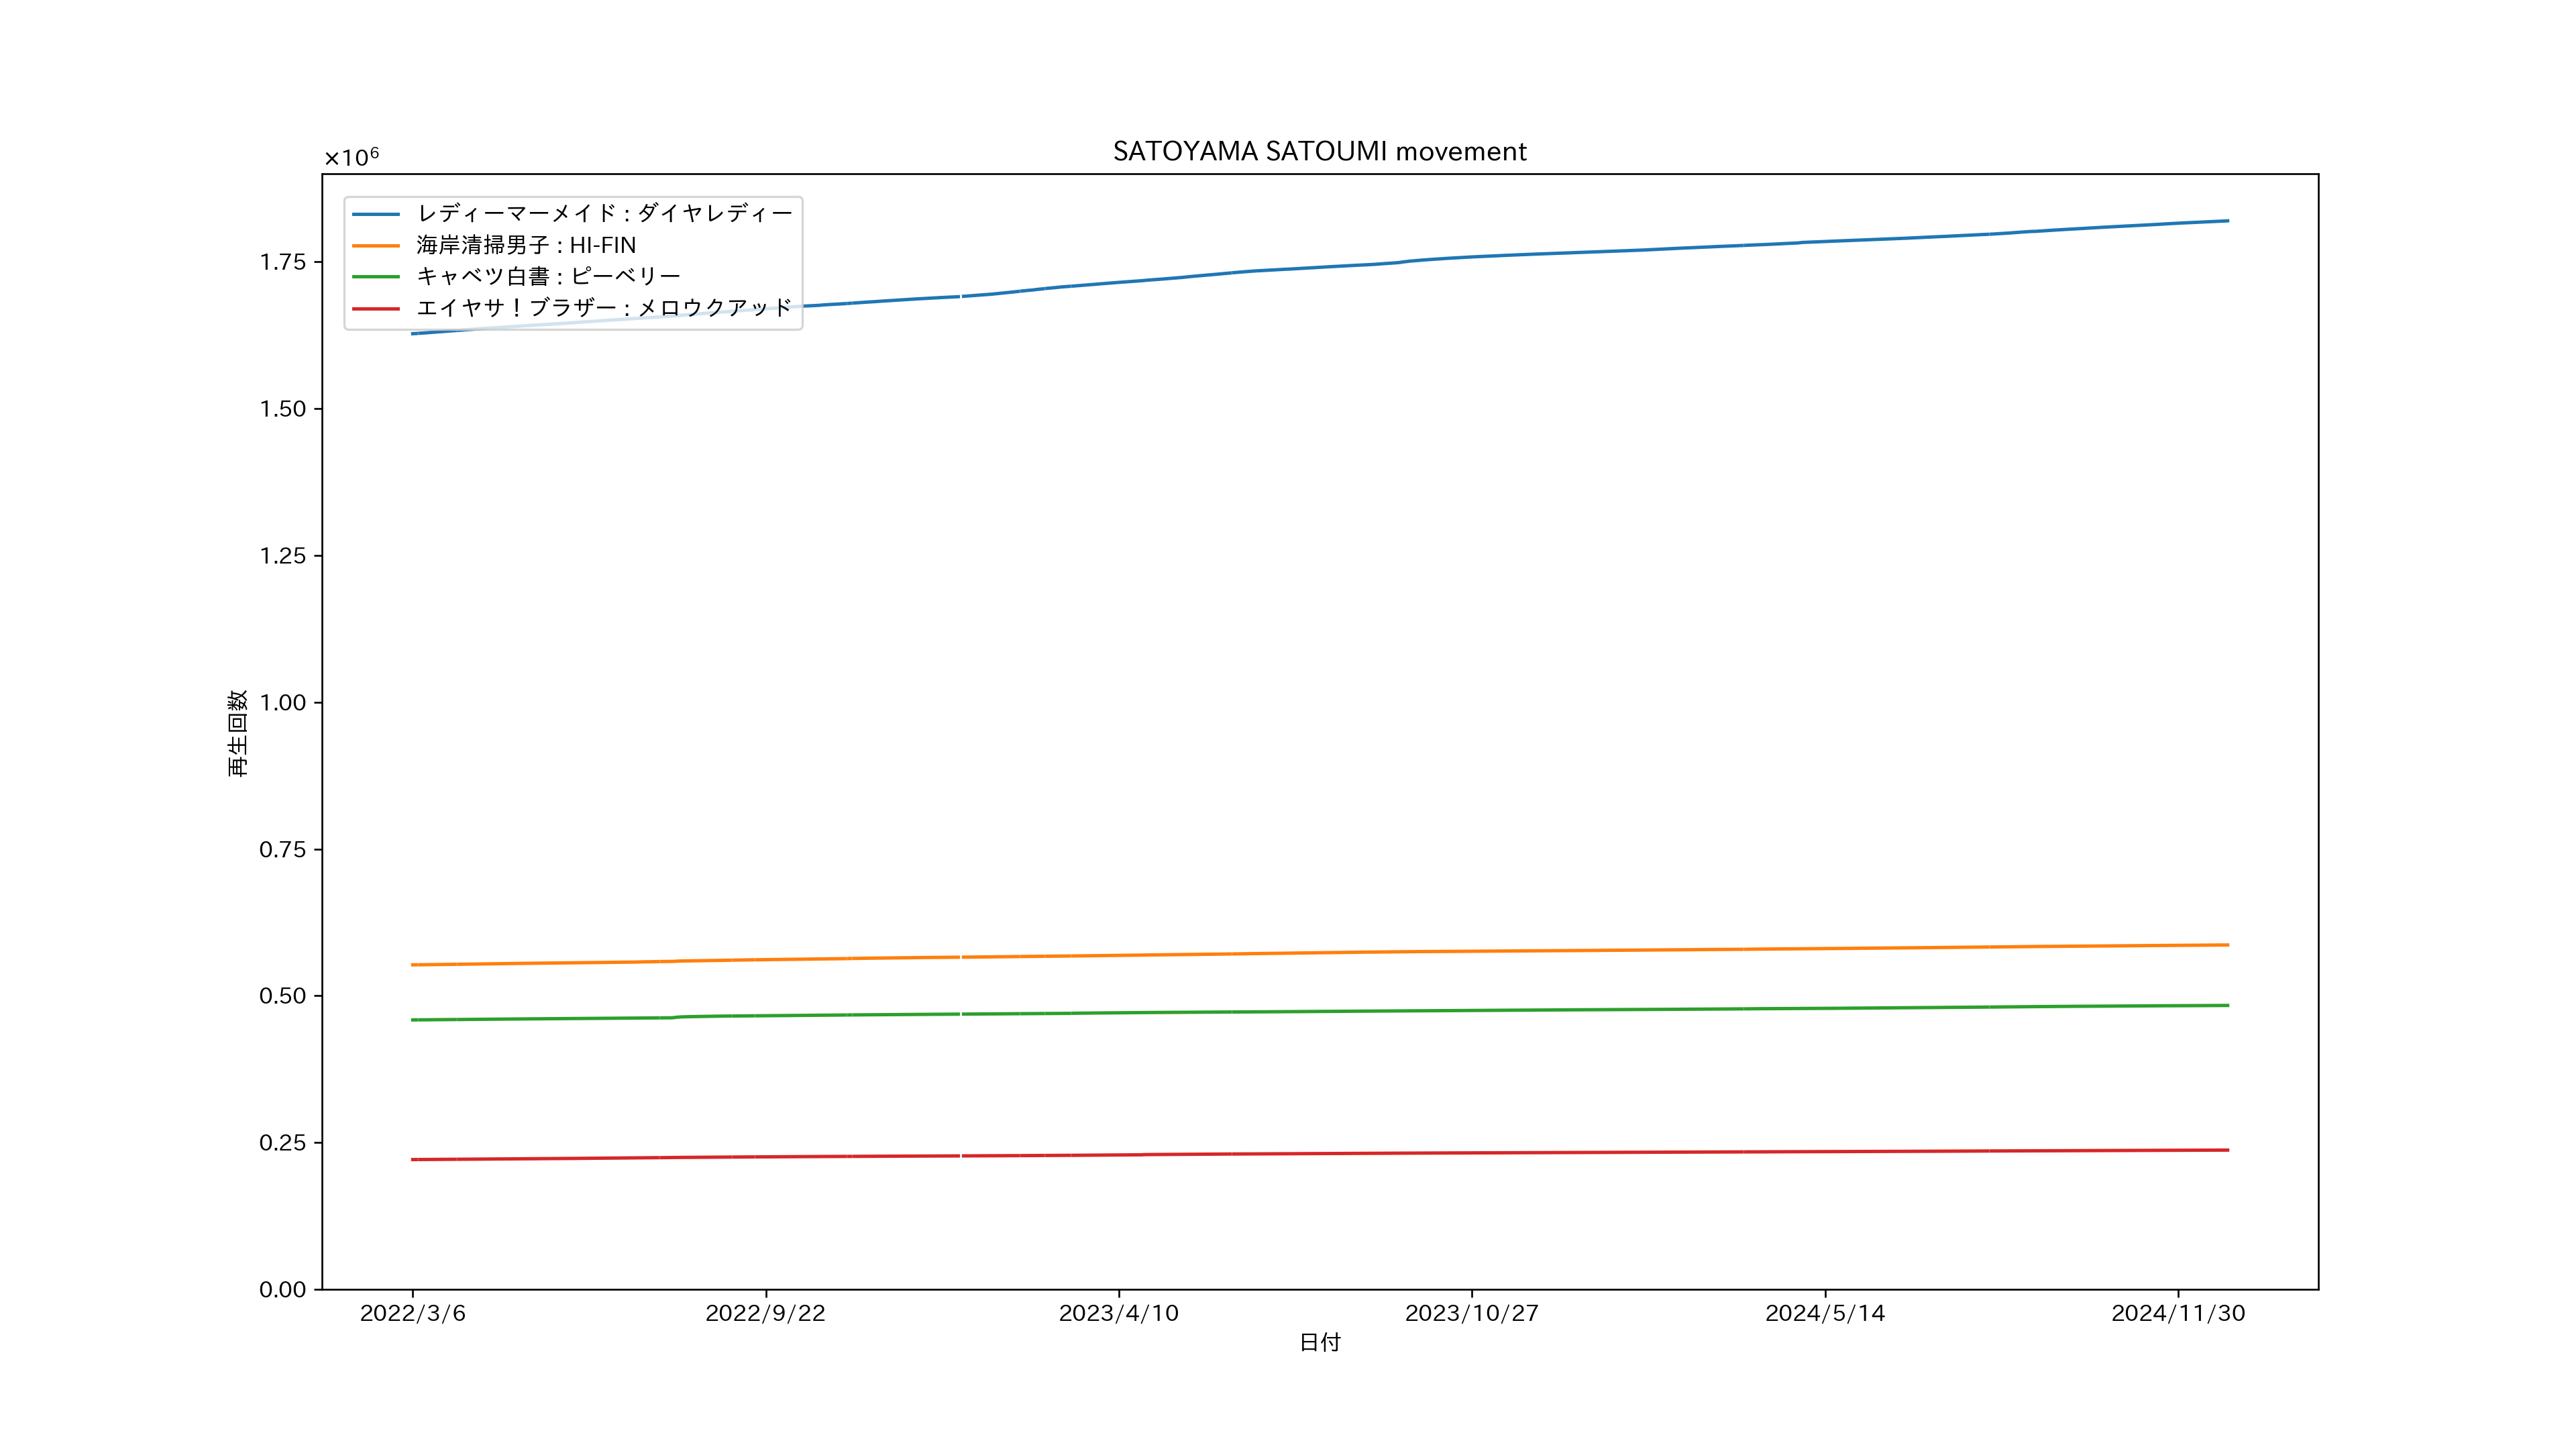 SATOYAMA SATOUMI movement
×10⁶
レディーマーメイド : ダイヤレディー
海岸清掃男子 : HI-FIN
キャベツ白書 : ピーベリー
エイヤサ！ブラザー : メロウクアッド
1.75
1.50
1.25
1.00
0.75
0.50
0.25
0.00
再生回数
2022/3/6
2022/9/22
2023/4/10
2023/10/27
2024/5/14
2024/11/30
日付